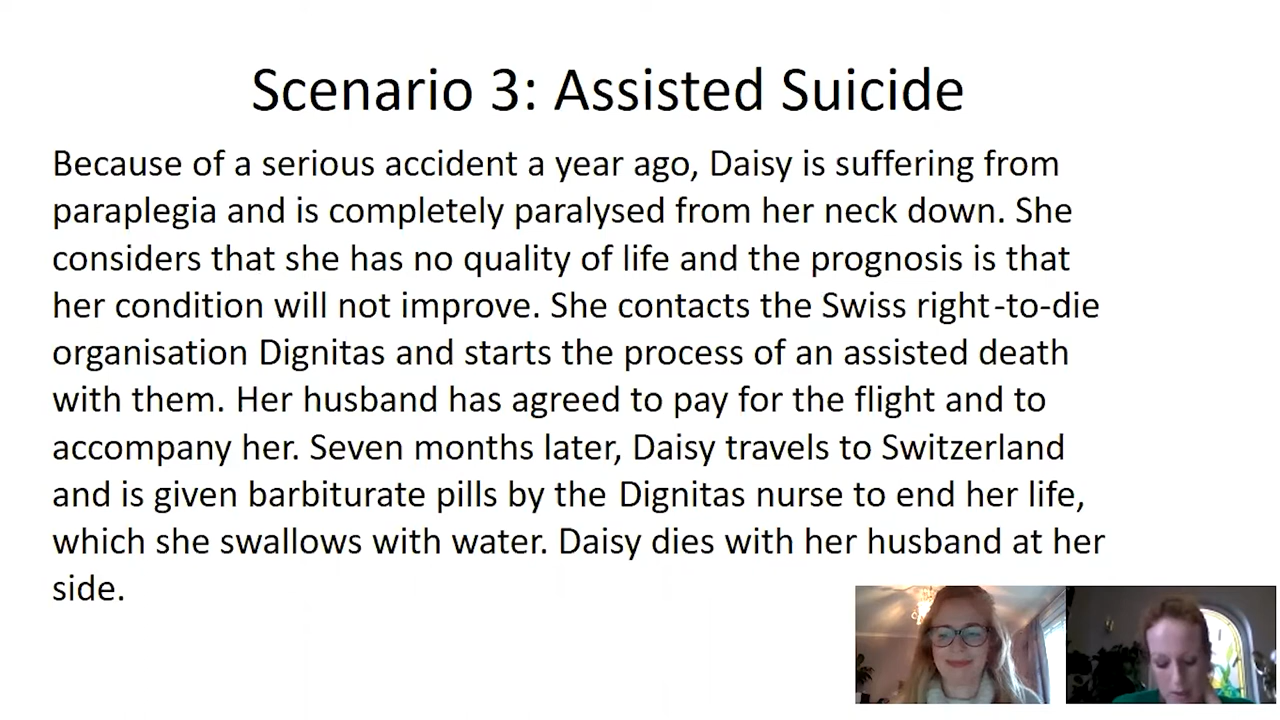 Scenario 3: Assisted Suicide
Because of a serious accident a year ago, Daisy is suffering from
paraplegia and is completely paralysed from her neck down. She
considers that she has no quality of life and the prognosis is that
her condition will not improve. She contacts the Swiss right-to-die
organisation Dignitas and starts the process of an assisted death
with them. Her husband has agreed to pay for the flight and to
accompany her. Seven months later, Daisy travels to Switzerland
and is given barbiturate pills by the Dignitas nurse to end her life,
which she swallows with water. Daisy dies with her husband at her
side.